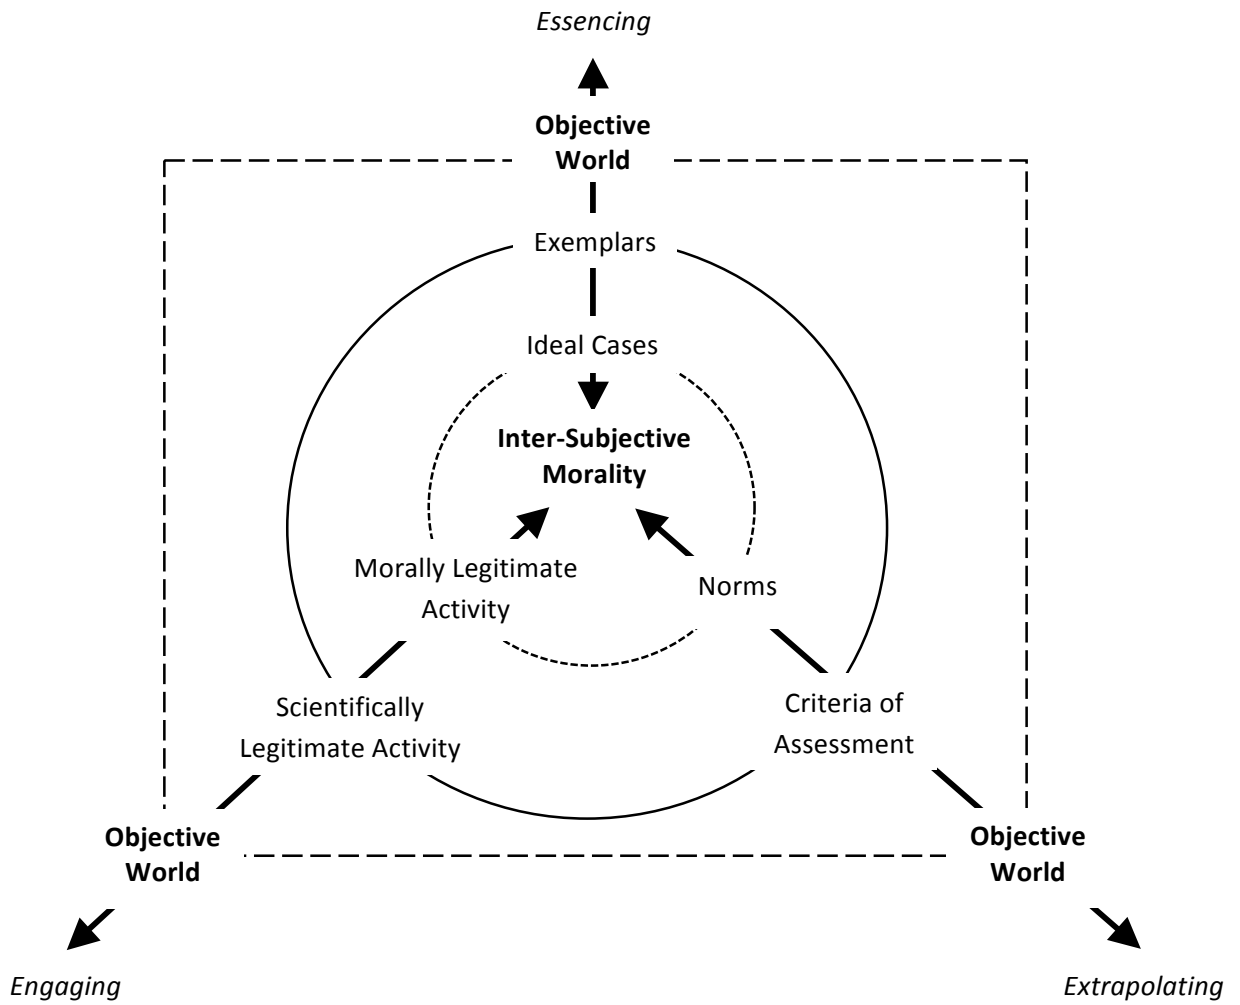 Essencing
Objective
World
Exemplars
Ideal Cases
Inter-Subjective
Morality
Morally Legitimate
Activity
Norms
Scientifically
Legitimate Activity
Criteria of
Assessment
Objective
World
Objective
World
Engaging
Extrapolating